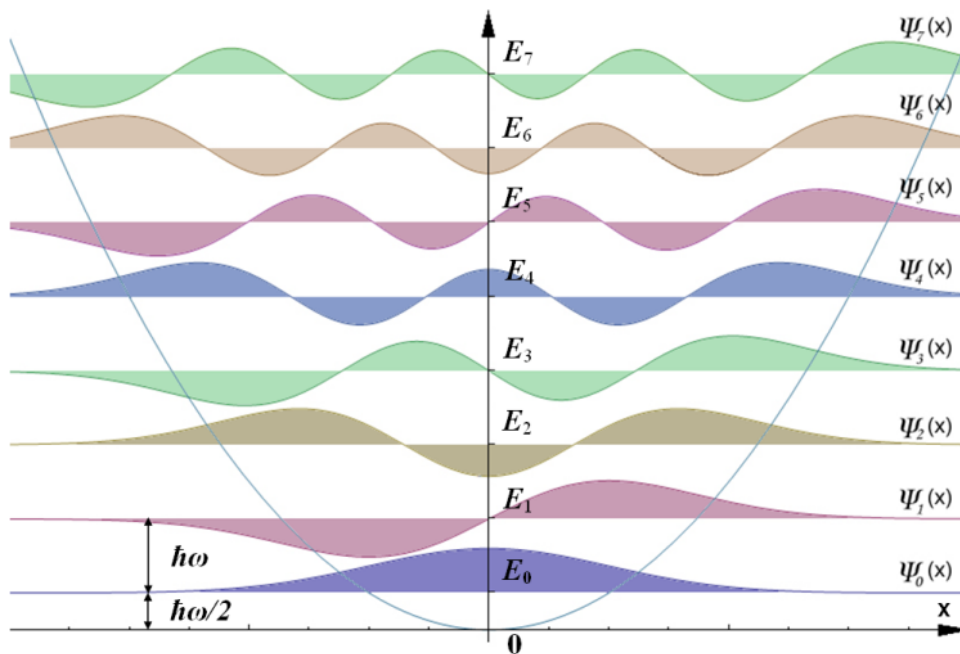 E₇ Ψ₇(x)
E₆ Ψ₆(x)
E₅ Ψ₅(x)
E₄ Ψ₄(x)
E₃ Ψ₃(x)
E₂ Ψ₂(x)
E₁ Ψ₁(x)
ħω
E₀ Ψ₀(x)
ħω/2
x
0